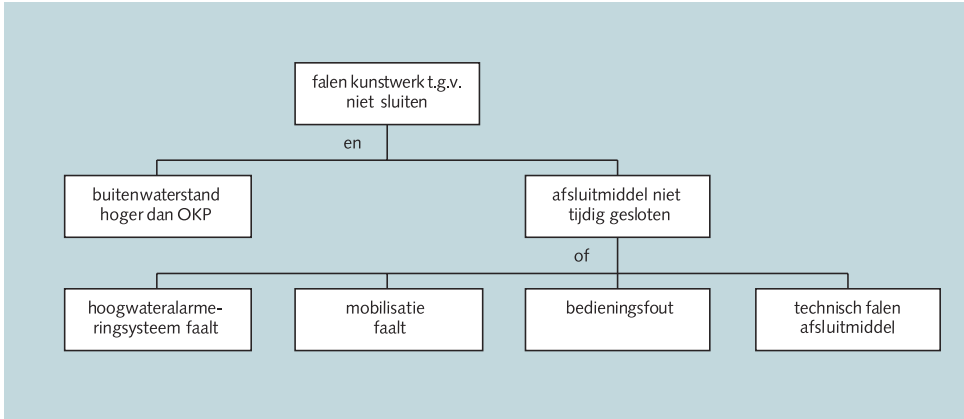 falen kunstwerk t.g.v.
niet sluiten
en
buitenwaterstand
hoger dan OKP
afsluitmiddel niet
tijdig gesloten
of
hoogwateralarme-
ringsysteem faalt
mobilisatie
faalt
bedieningsfout
technisch falen
afsluitmiddel